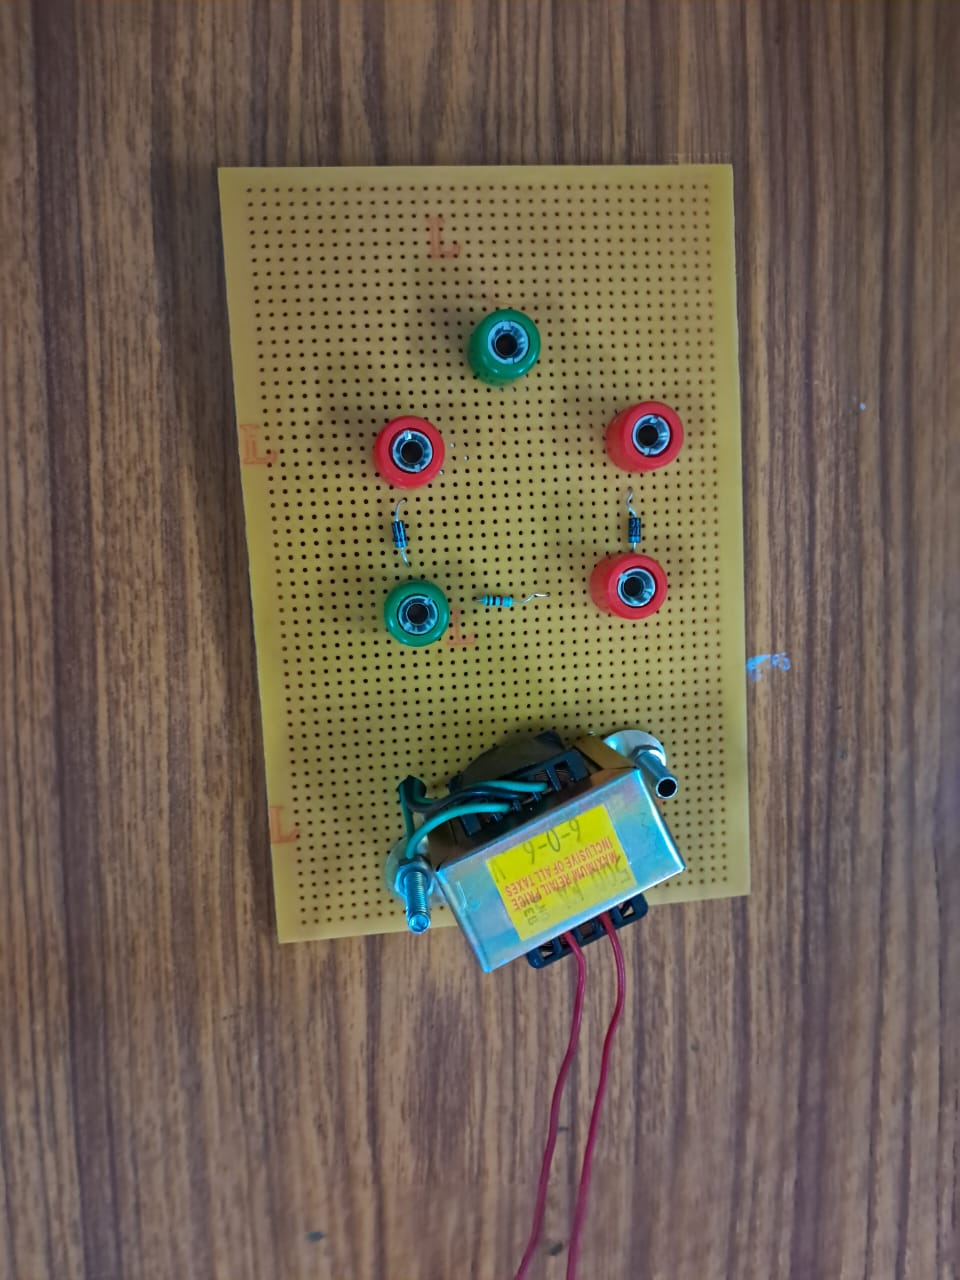 L
L
L
L
6-0-6
V
MAXIMUM RETAIL PRICE
INCLUSIVE OF ALL TAXES